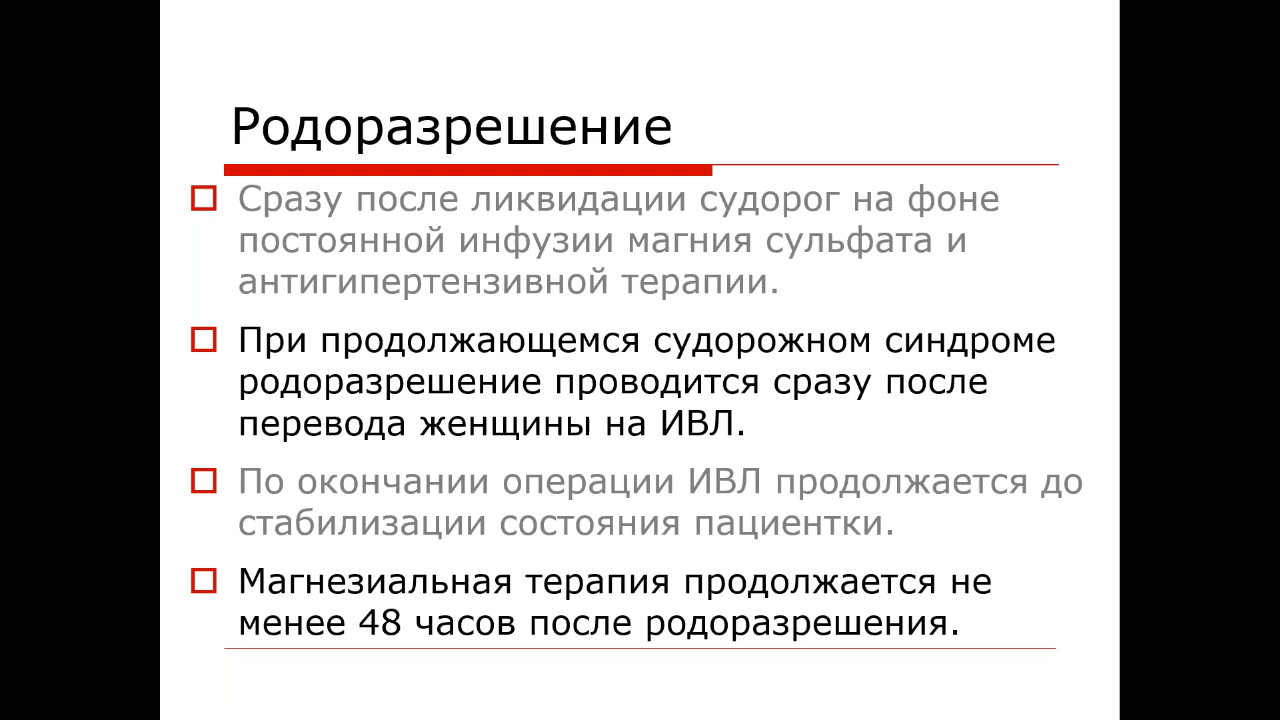 Родоразрешение
Сразу после ликвидации судорог на фоне
постоянной инфузии магния сульфата и
антигипертензивной терапии.
При продолжающемся судорожном синдроме
родоразрешение проводится сразу после
перевода женщины на ИВЛ.
По окончании операции ИВЛ продолжается до
стабилизации состояния пациентки.
Магнезиальная терапия продолжается не
менее 48 часов после родоразрешения.